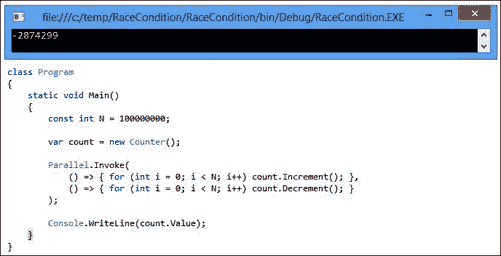 file:///c:/temp/RaceCondition/RaceCondition/bin/Debug/RaceCondition.EXE
-2874299
class Program
{
    static void Main()
    {
        const int N = 100000000;

        var count = new Counter();

        Parallel.Invoke(
            () => { for (int i = 0; i < N; i++) count.Increment(); },
            () => { for (int i = 0; i < N; i++) count.Decrement(); }
        );

        Console.WriteLine(count.Value);
    }
}